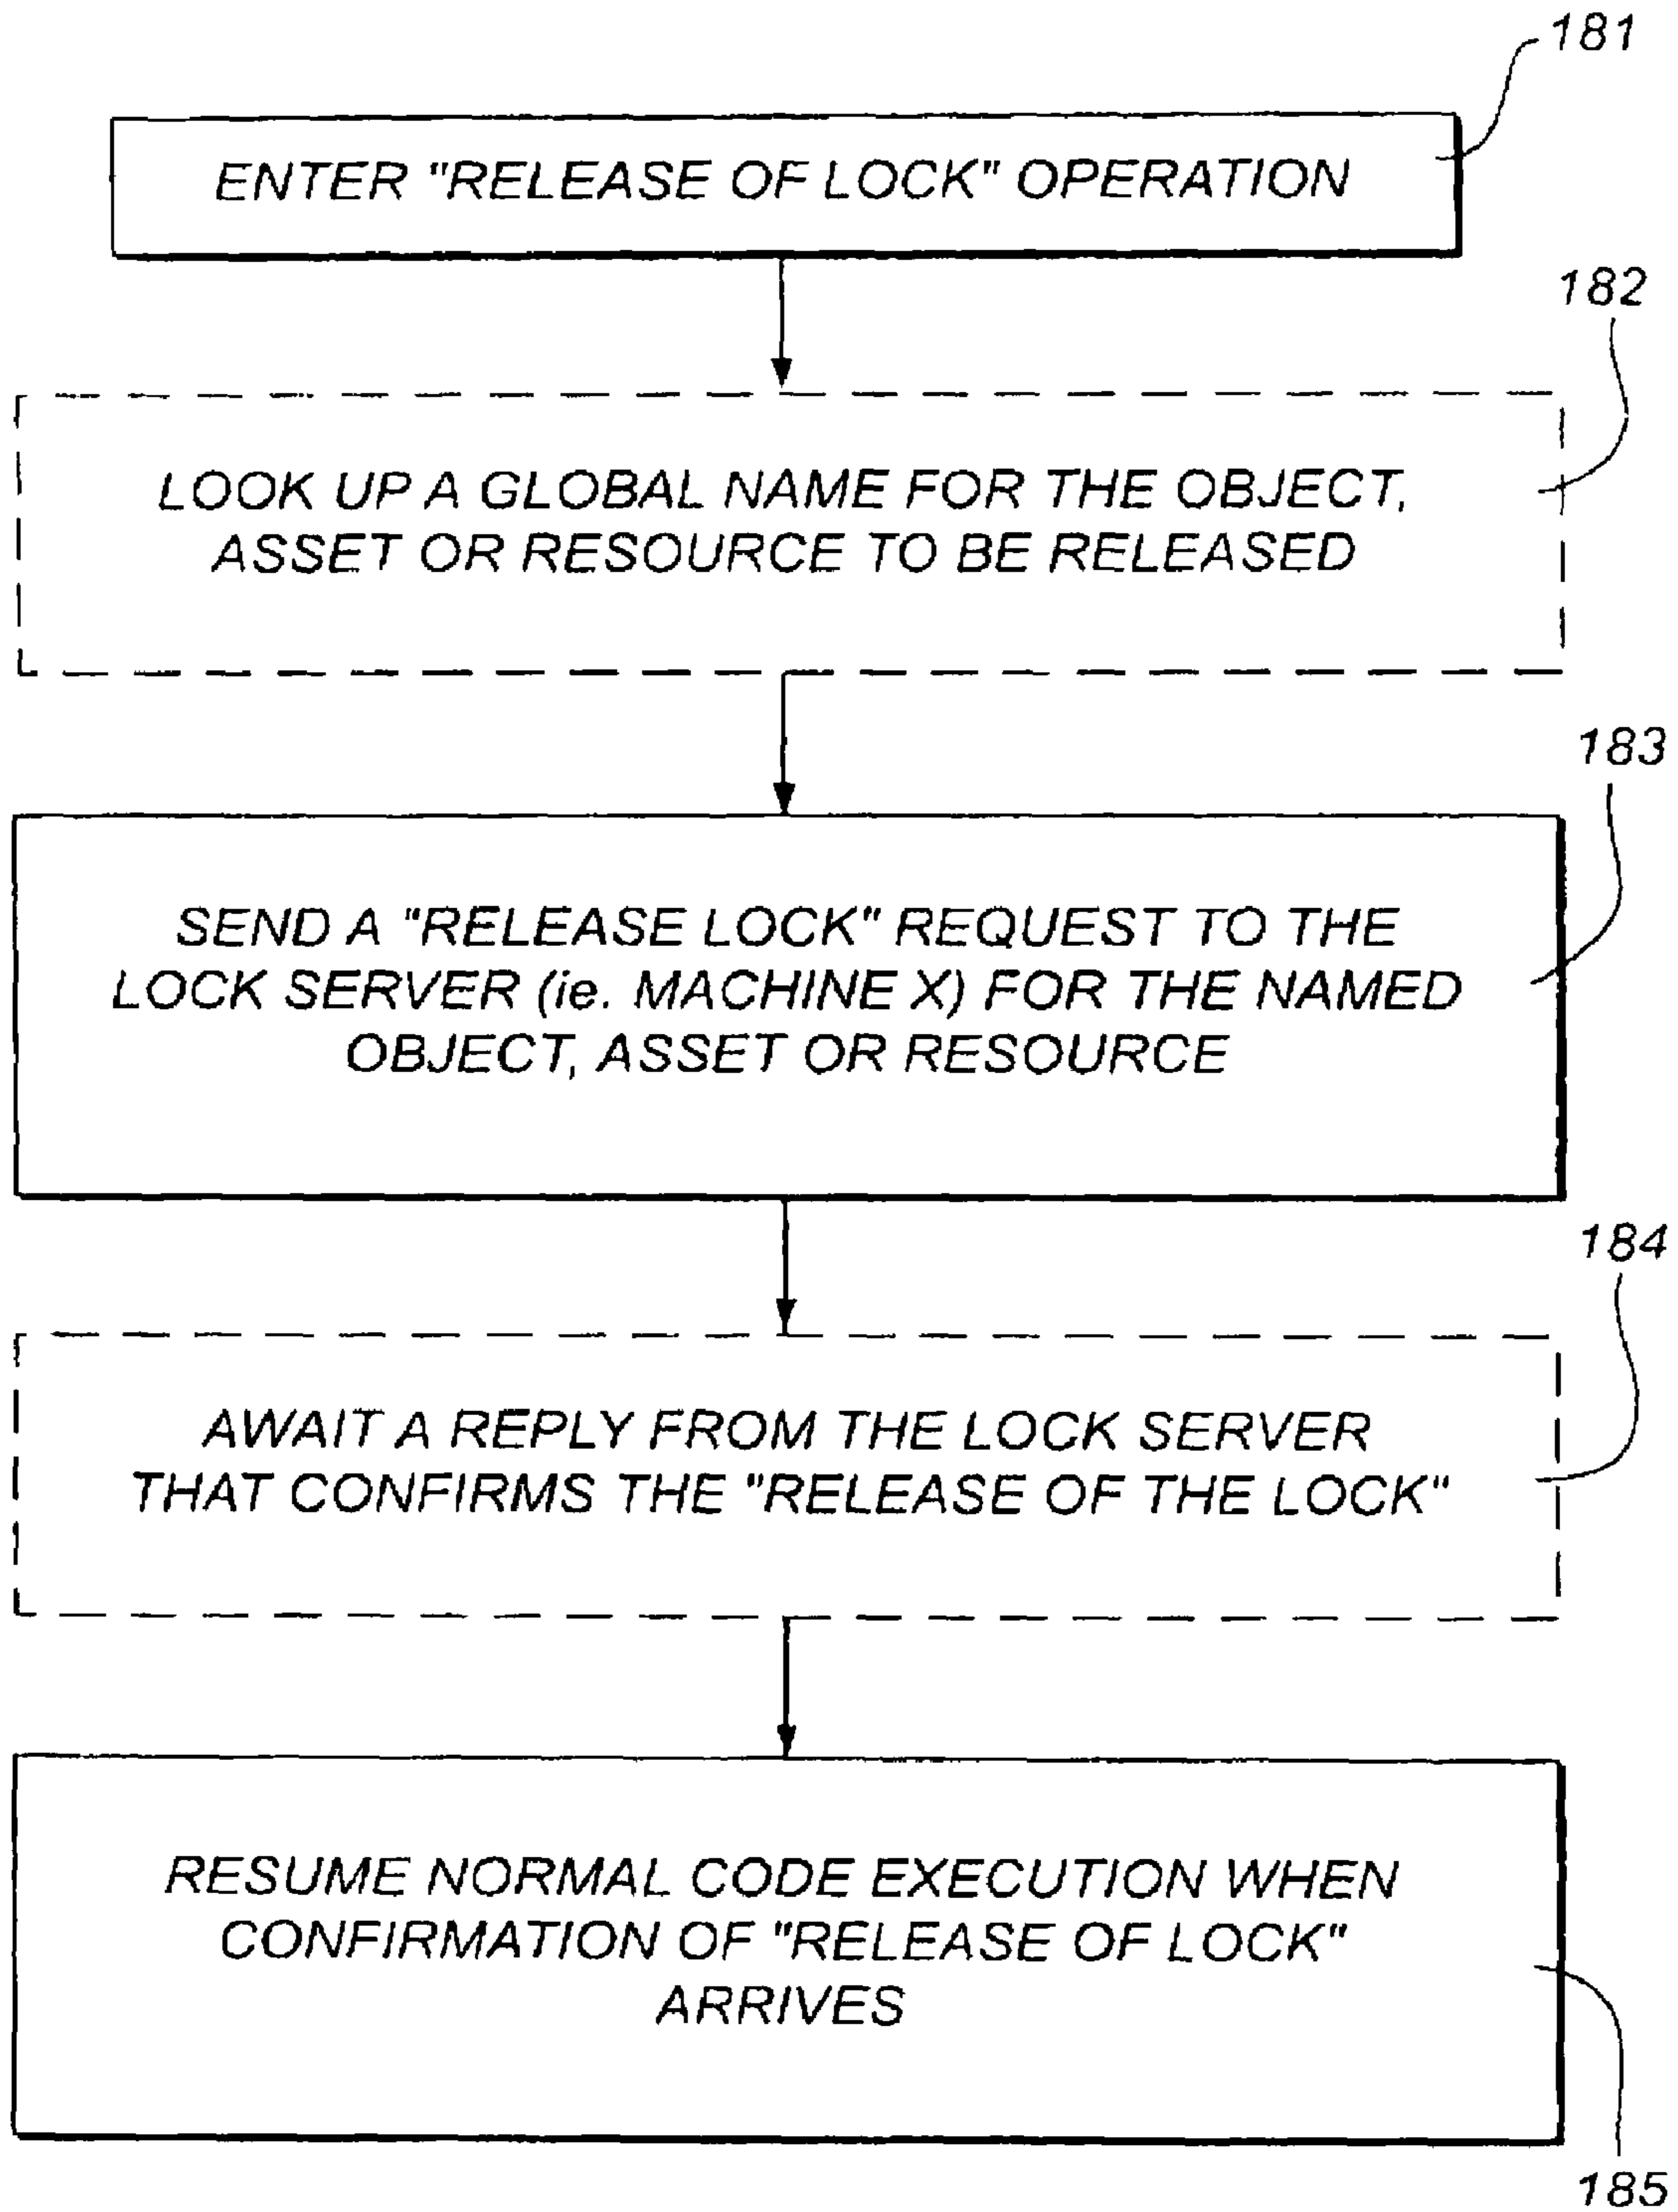 181
ENTER "RELEASE OF LOCK" OPERATION
182
LOOK UP A GLOBAL NAME FOR THE OBJECT,
ASSET OR RESOURCE TO BE RELEASED
183
SEND A "RELEASE LOCK" REQUEST TO THE
LOCK SERVER (ie. MACHINE X) FOR THE NAMED
OBJECT, ASSET OR RESOURCE
184
AWAIT A REPLY FROM THE LOCK SERVER
THAT CONFIRMS THE "RELEASE OF THE LOCK"
RESUME NORMAL CODE EXECUTION WHEN
CONFIRMATION OF "RELEASE OF LOCK"
ARRIVES
185